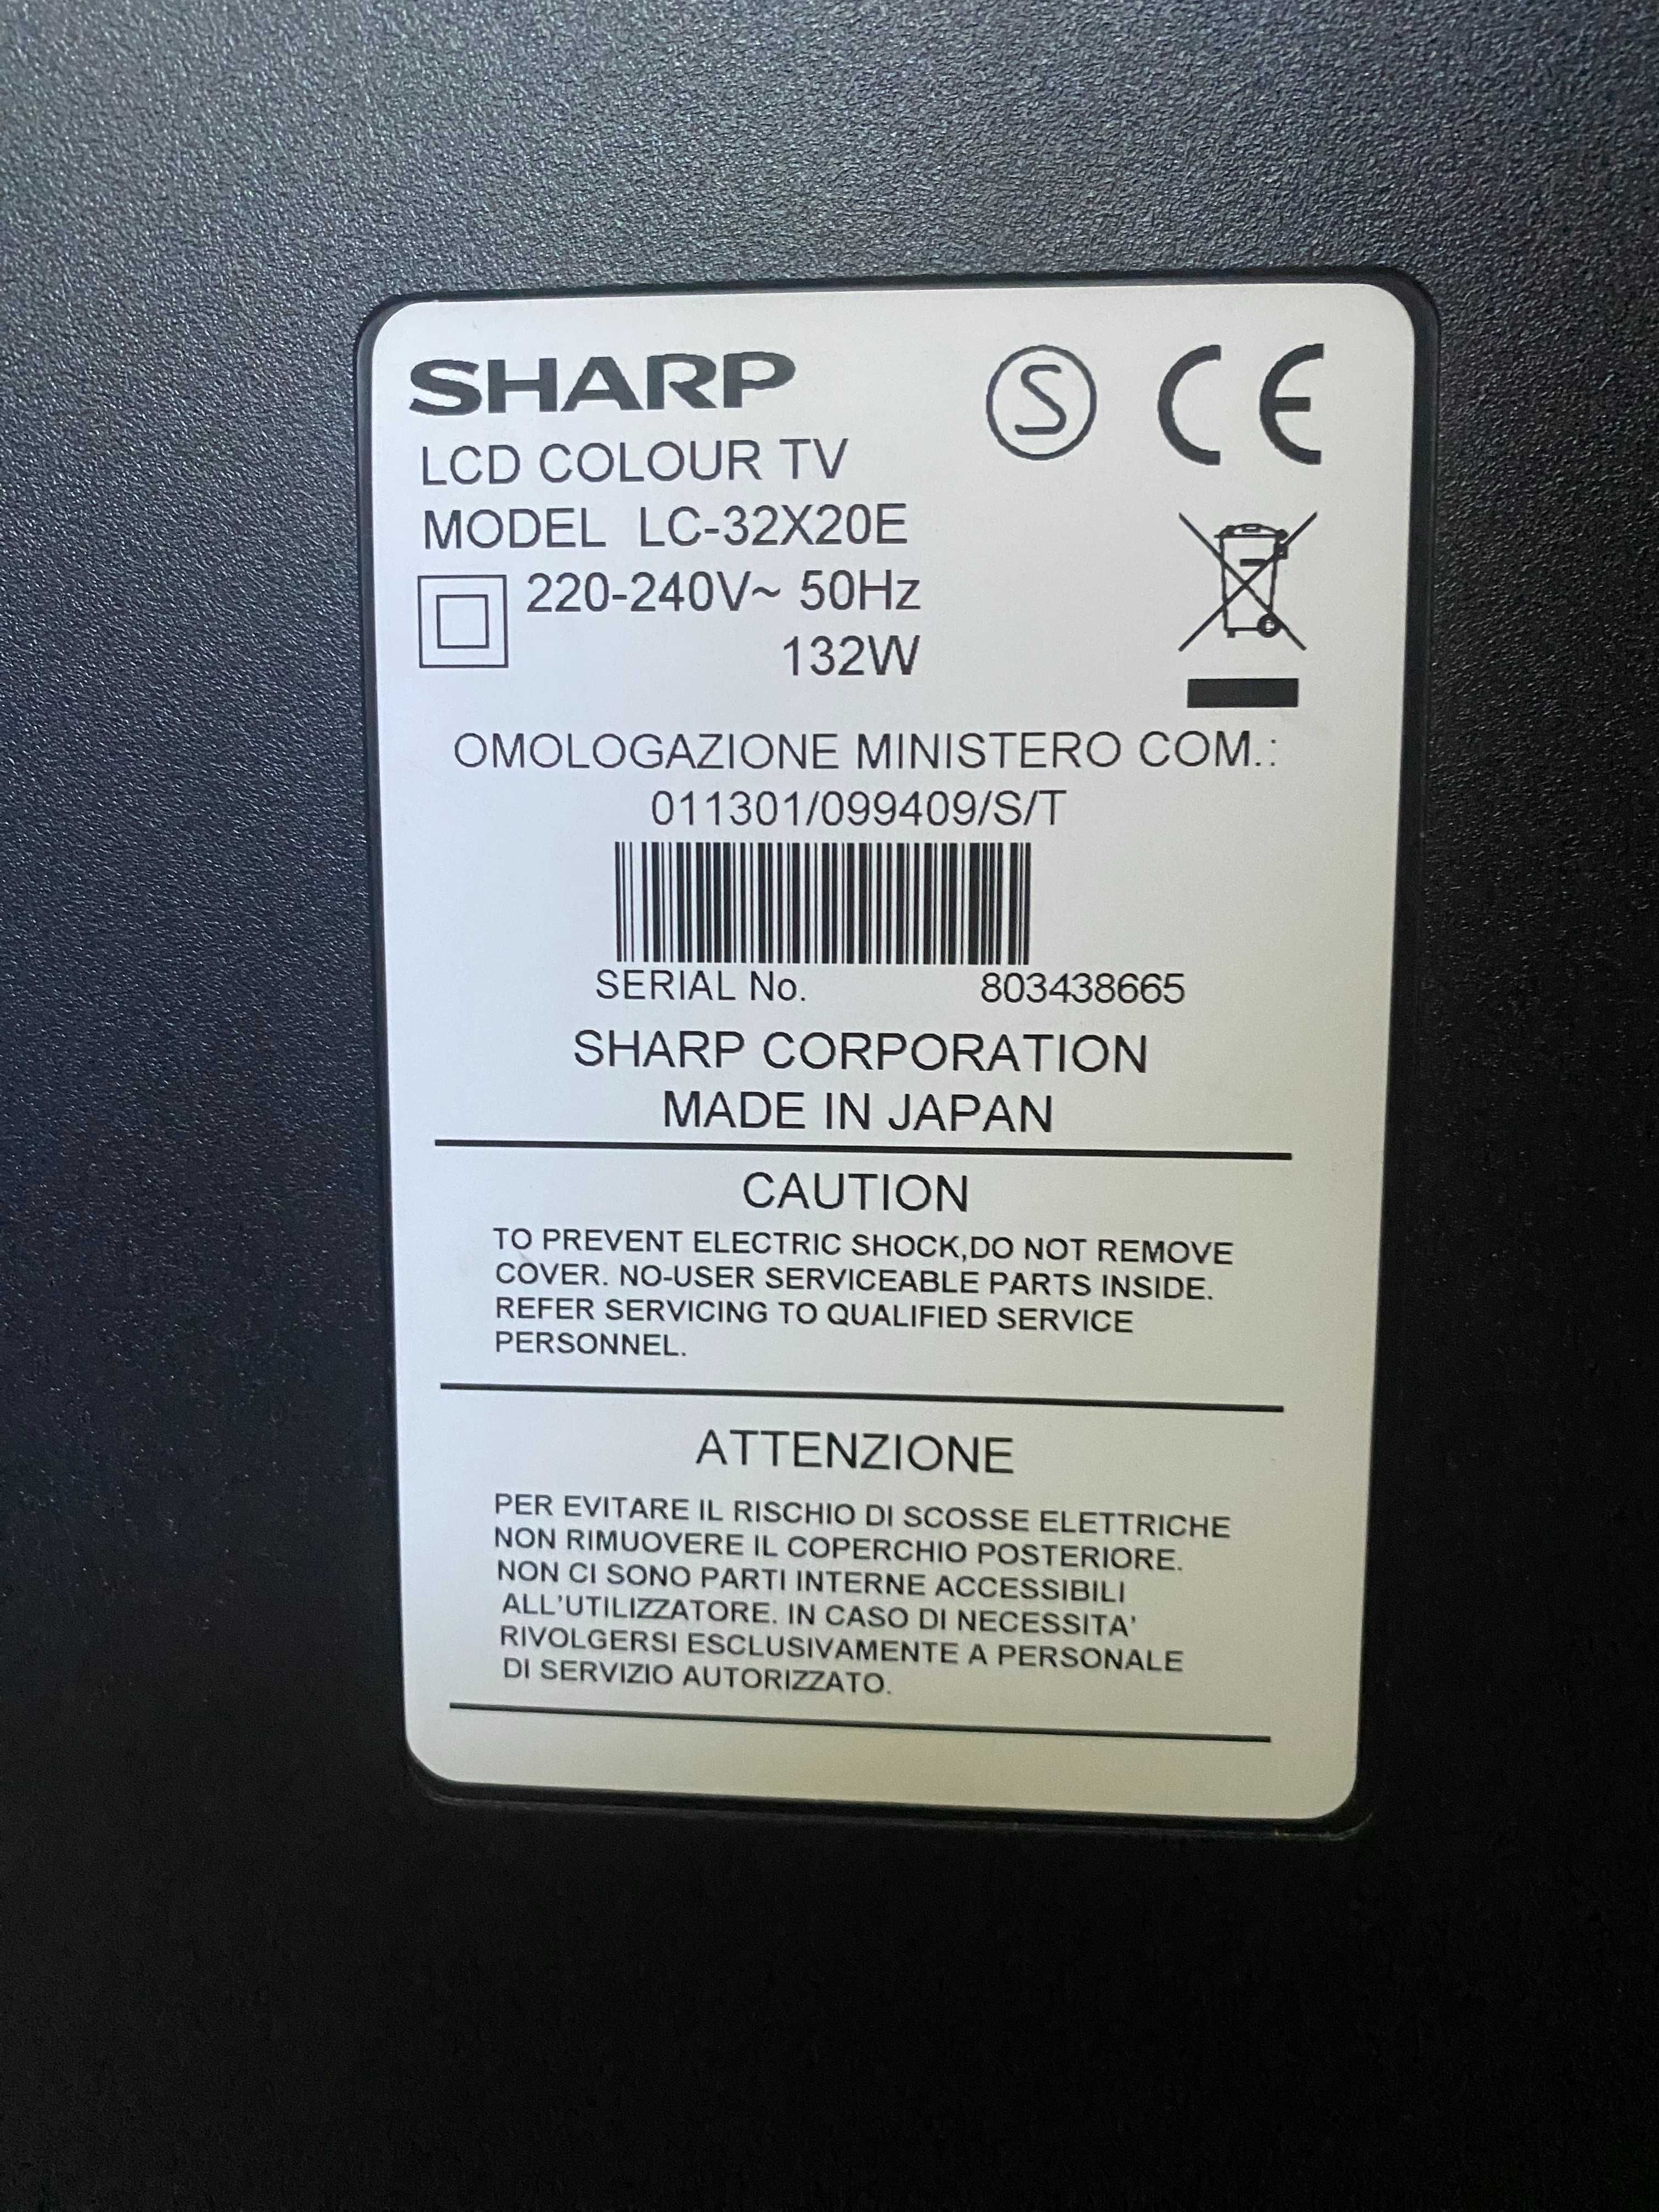 SHARP
LCD COLOUR TV
MODEL LC-32X20E
220-240V~ 50Hz
132W
S CE
OMOLOGAZIONE MINISTERO COM.:
011301/099409/S/T
SERIAL No. 803438665
SHARP CORPORATION
MADE IN JAPAN
CAUTION
TO PREVENT ELECTRIC SHOCK,DO NOT REMOVE
COVER. NO-USER SERVICEABLE PARTS INSIDE.
REFER SERVICING TO QUALIFIED SERVICE
PERSONNEL.
ATTENZIONE
PER EVITARE IL RISCHIO DI SCOSSE ELETTRICHE
NON RIMUOVERE IL COPERCHIO POSTERIORE.
NON CI SONO PARTI INTERNE ACCESSIBILI
ALL'UTILIZZATORE. IN CASO DI NECESSITA'
RIVOLGERSI ESCLUSIVAMENTE A PERSONALE
DI SERVIZIO AUTORIZZATO.